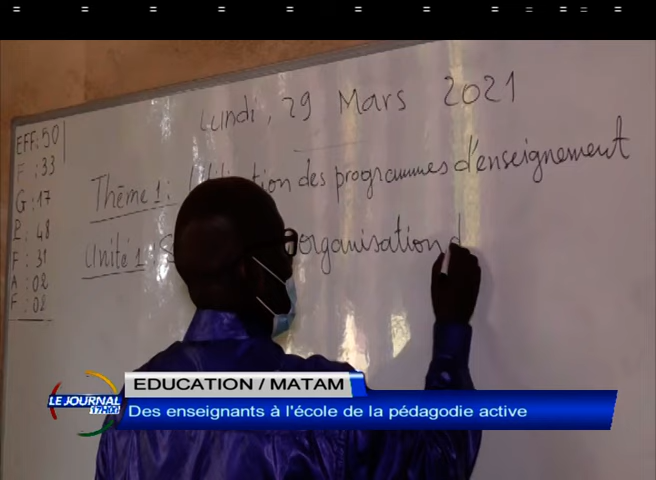 Lundi, 29 Mars 2021
EFF: 50
F : 33
G : 17
P : 48
F : 31
A : 02
F : 02
Thème 1: des programmes d'enseignement
Unité 1: organisation d
EDUCATION / MATAM
LE JOURNAL
17H00
Des enseignants à l'école de la pédagodie active